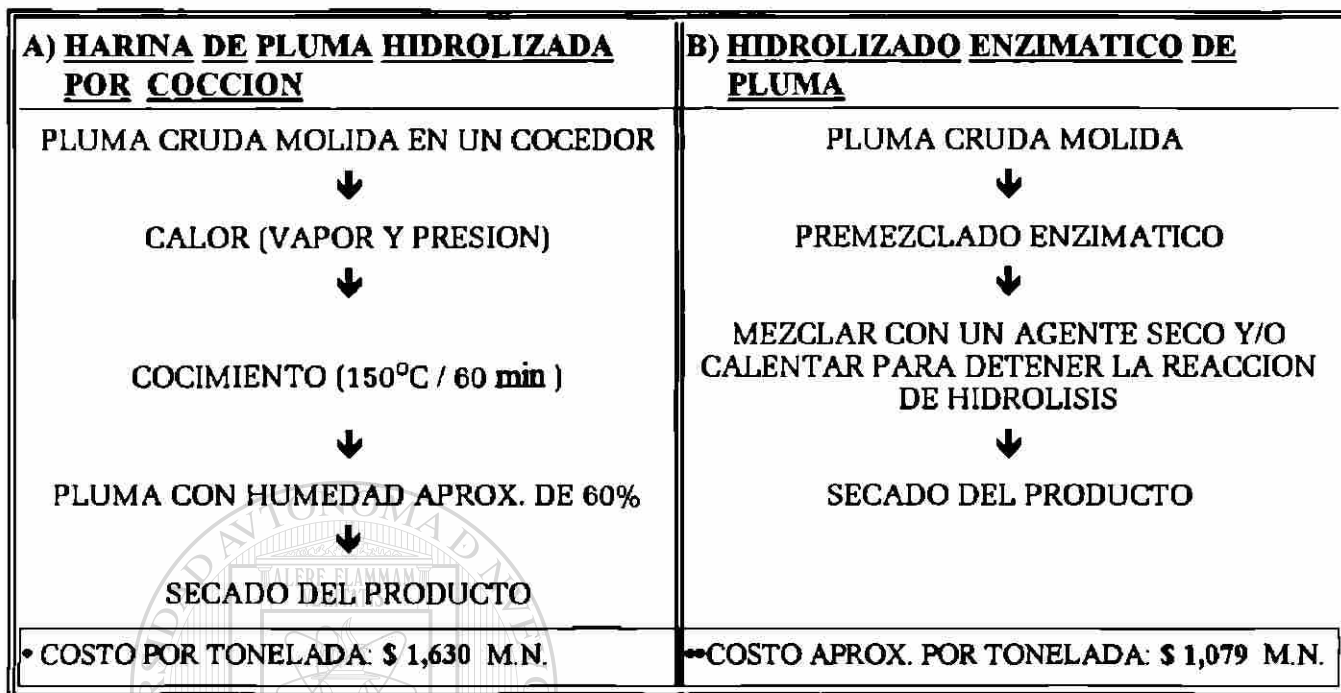 A) HARINA DE PLUMA HIDROLIZADA
POR COCCION
PLUMA CRUDA MOLIDA EN UN COCEDOR
CALOR (VAPOR Y PRESION)
COCIMIENTO (150°C / 60 min )
PLUMA CON HUMEDAD APROX. DE 60%
SECADO DEL PRODUCTO
• COSTO POR TONELADA: $ 1,630 M.N.
B) HIDROLIZADO ENZIMATICO DE
PLUMA
PLUMA CRUDA MOLIDA
PREMEZCLADO ENZIMATICO
MEZCLAR CON UN AGENTE SECO Y/O
CALENTAR PARA DETENER LA REACCION
DE HIDROLISIS
SECADO DEL PRODUCTO
••COSTO APROX. POR TONELADA: $ 1,079 M.N.
ALERE FLAMMAM